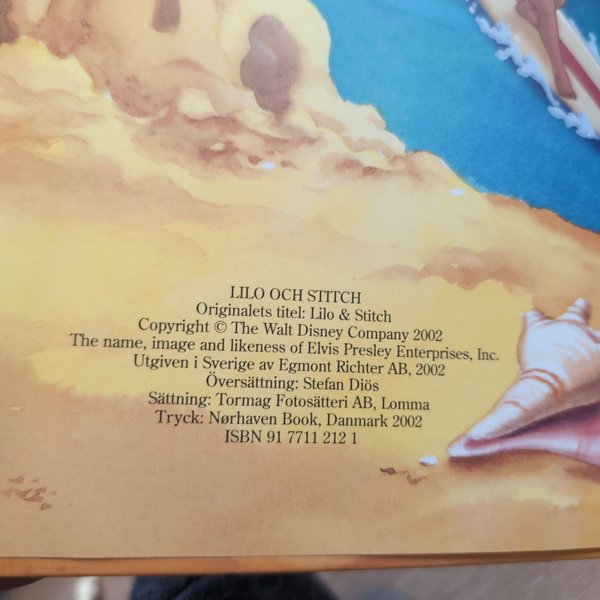 LILO OCH STITCH
Originalets titel: Lilo & Stitch
Copyright © The Walt Disney Company 2002
The name, image and likeness of Elvis Presley Enterprises, Inc.
Utgiven i Sverige av Egmont Richter AB, 2002
Översättning: Stefan Diös
Sättning: Tormag Fotosätteri AB, Lomma
Tryck: Nørhaven Book, Danmark 2002
ISBN 91 7711 212 1